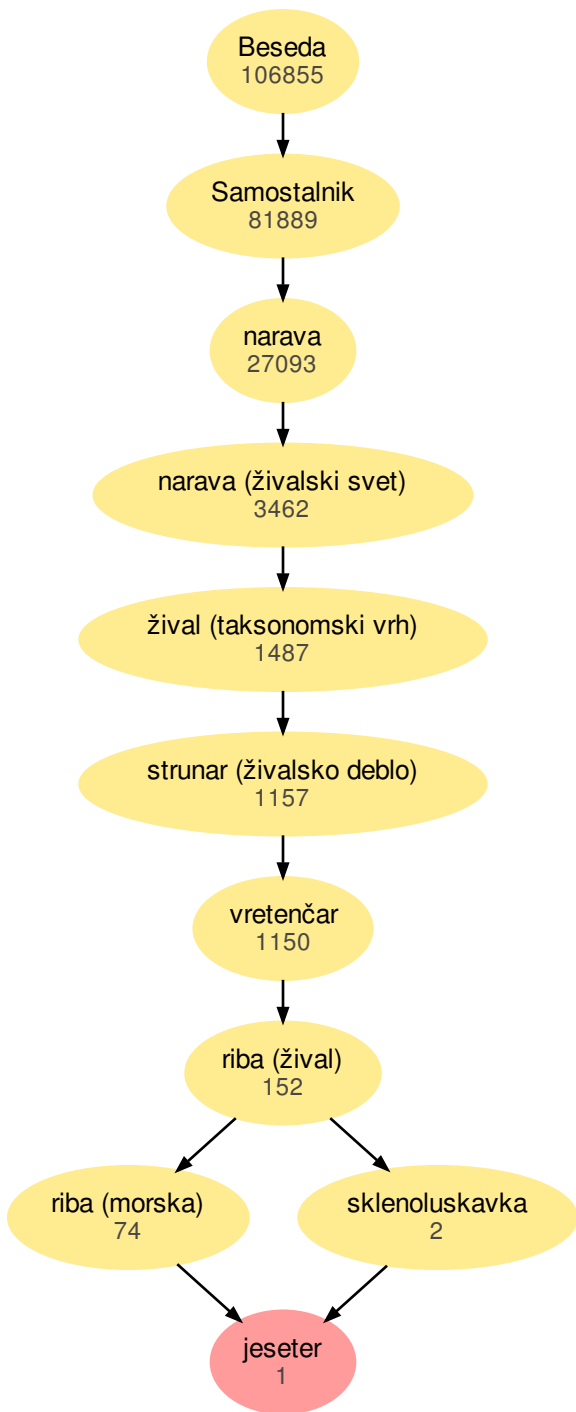 Beseda
106855
Samostalnik
81889
narava
27093
narava (živalski svet)
3462
žival (taksonomski vrh)
1487
strunar (živalsko deblo)
1157
vretenčar
1150
riba (žival)
152
riba (morska)
74
sklenoluskavka
2
jeseter
1